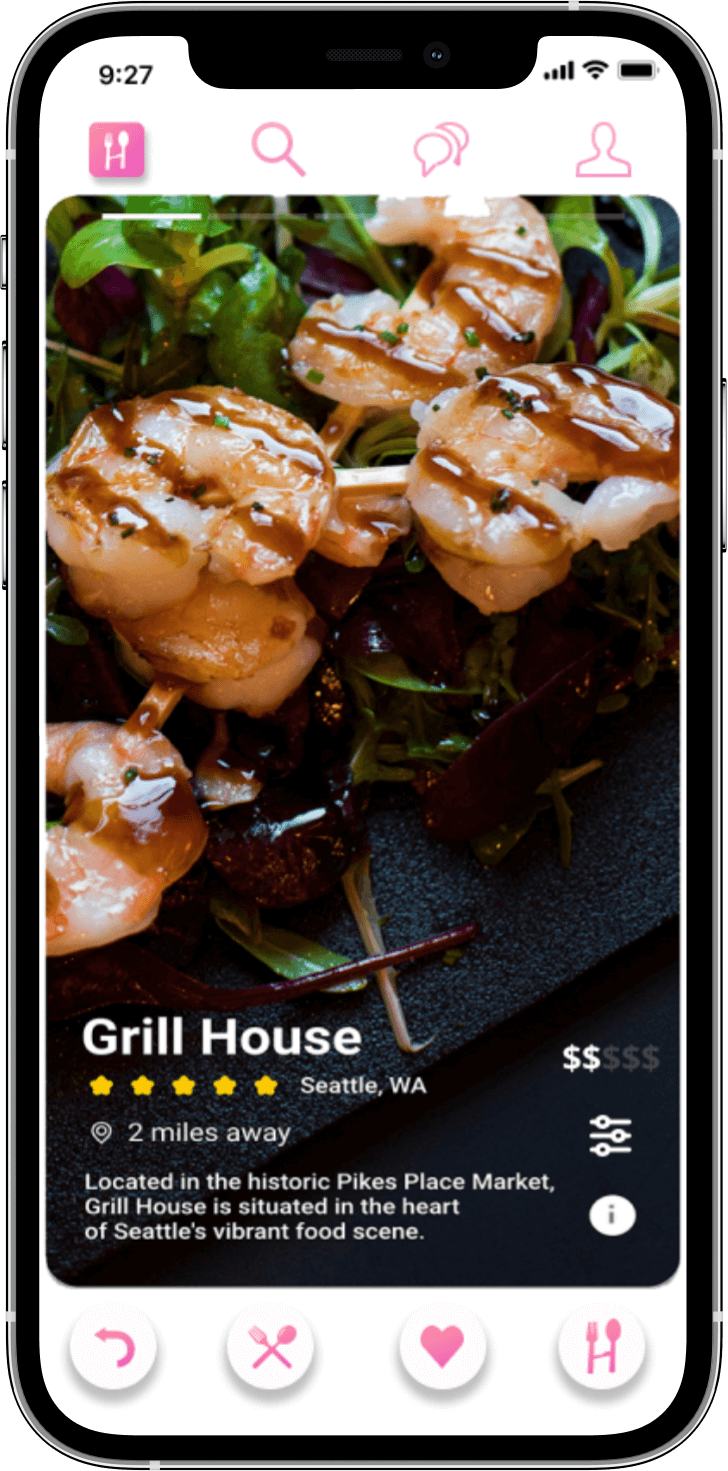 9:27
Grill House
Seattle, WA
$$$$$
2 miles away
Located in the historic Pikes Place Market,
Grill House is situated in the heart
of Seattle's vibrant food scene.
i